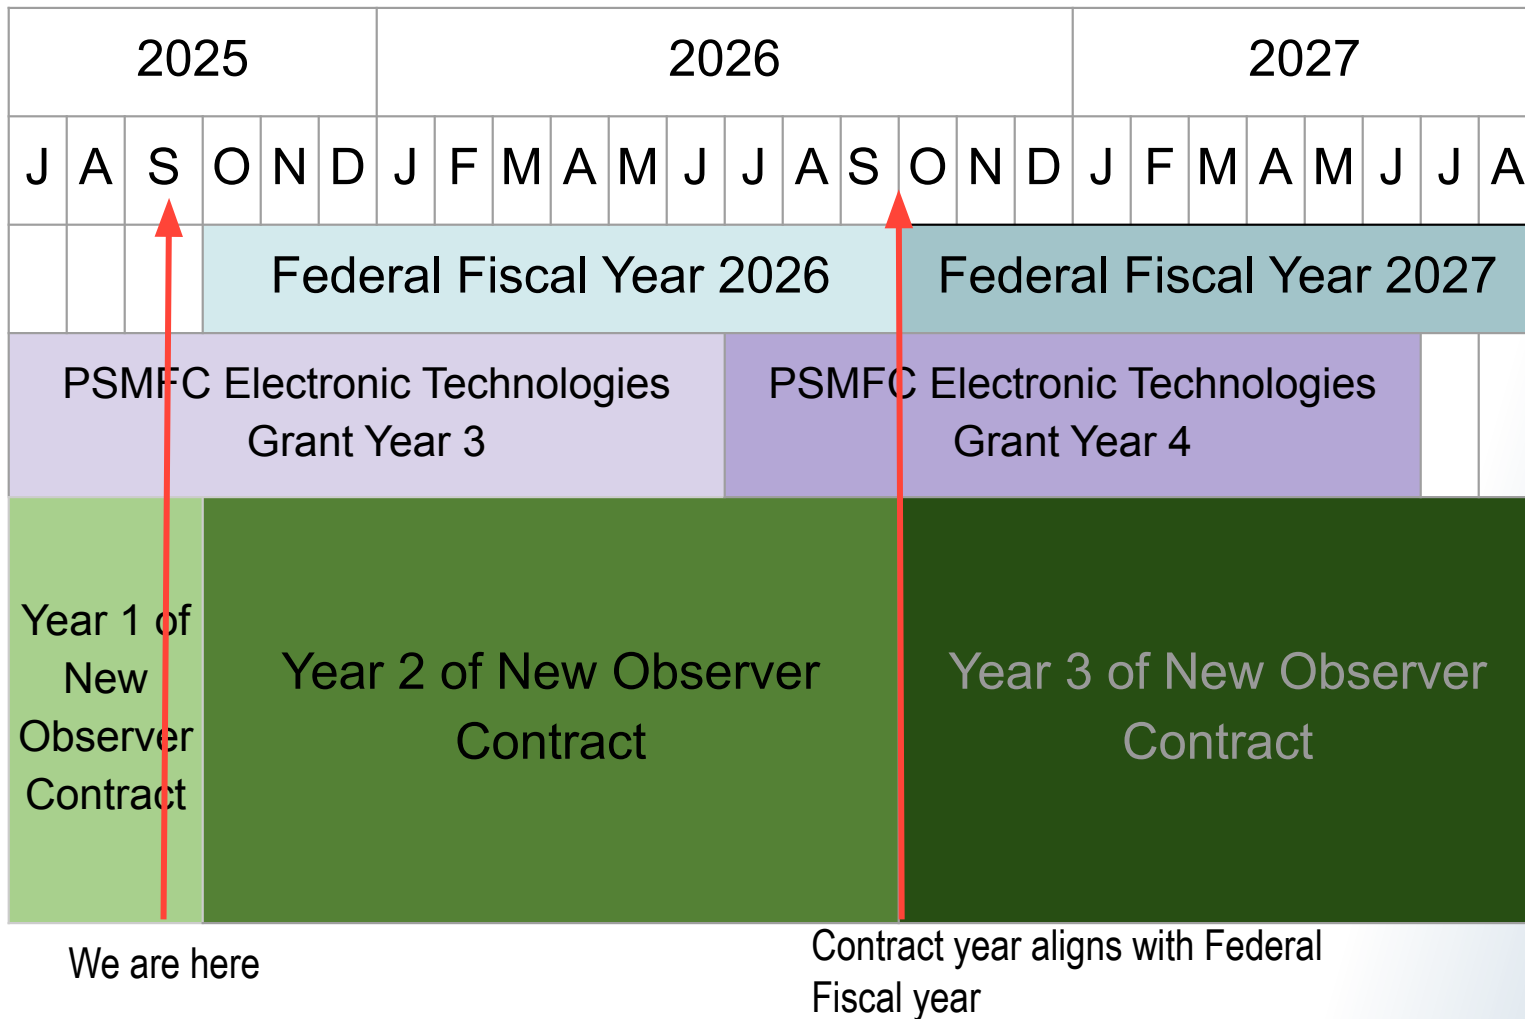 2025 2026 2027
J A S O N D J F M A M J J A S O N D J F M A M J J A
Federal Fiscal Year 2026 Federal Fiscal Year 2027
PSMFC Electronic Technologies
Grant Year 3
PSMFC Electronic Technologies
Grant Year 4
Year 1 of
New
Observer
Contract
Year 2 of New Observer
Contract
Year 3 of New Observer
Contract
We are here
Contract year aligns with Federal
Fiscal year